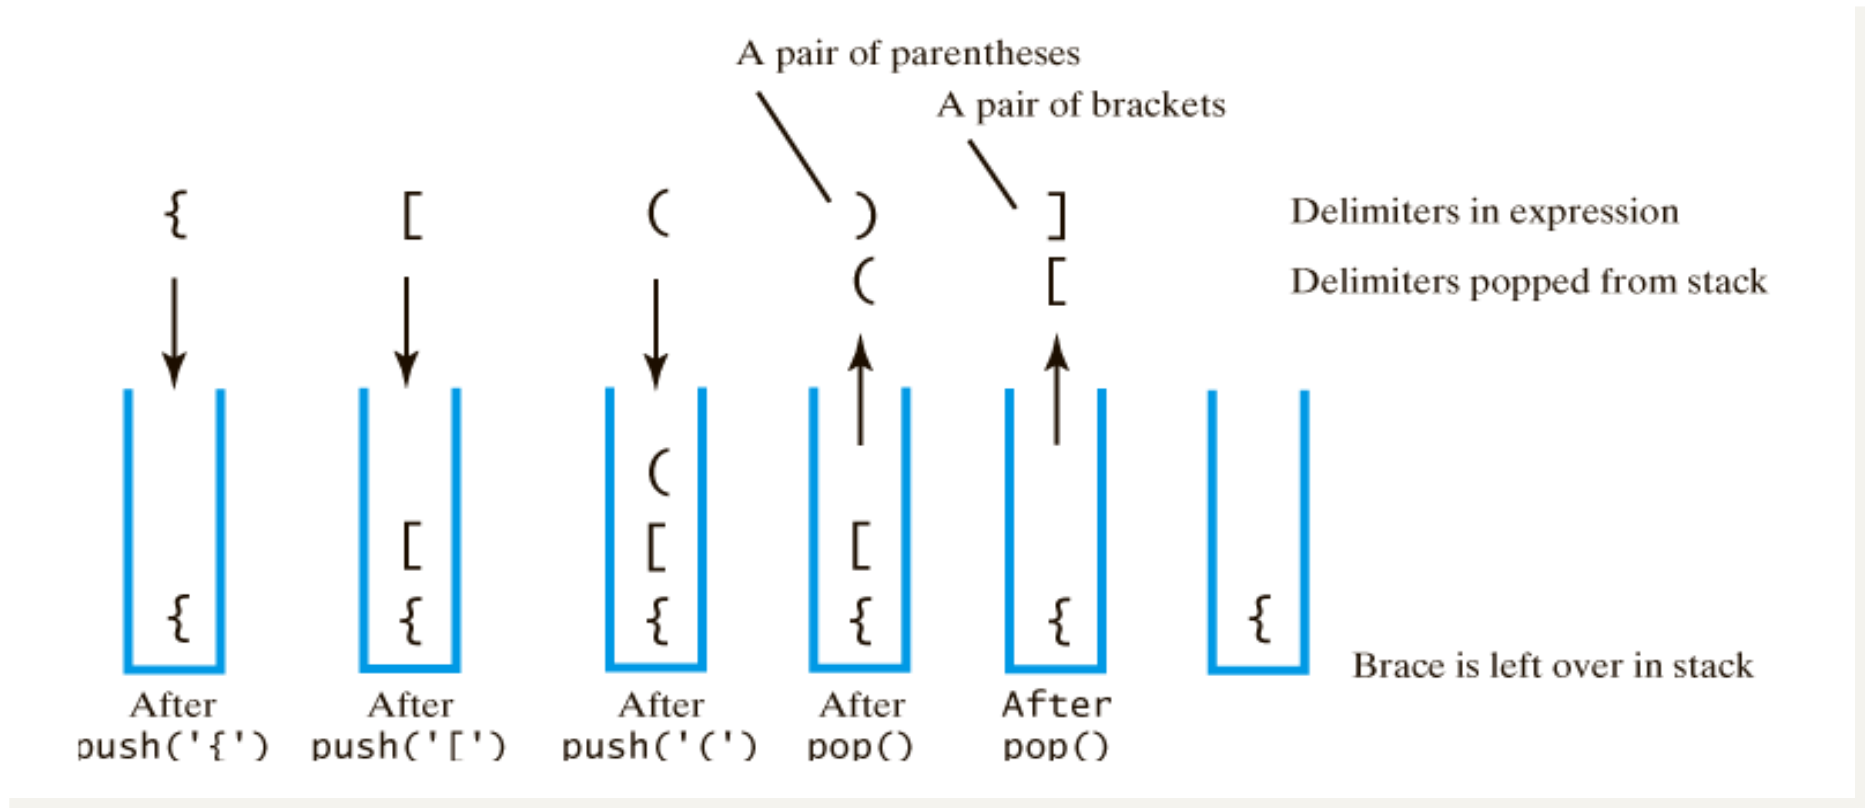 A pair of parentheses
A pair of brackets
{ [ ( ) ] Delimiters in expression
( [ Delimiters popped from stack
(
[ [ [
{ { { { { {
Brace is left over in stack
After After After After After
push('{') push('[') push('(') pop() pop()